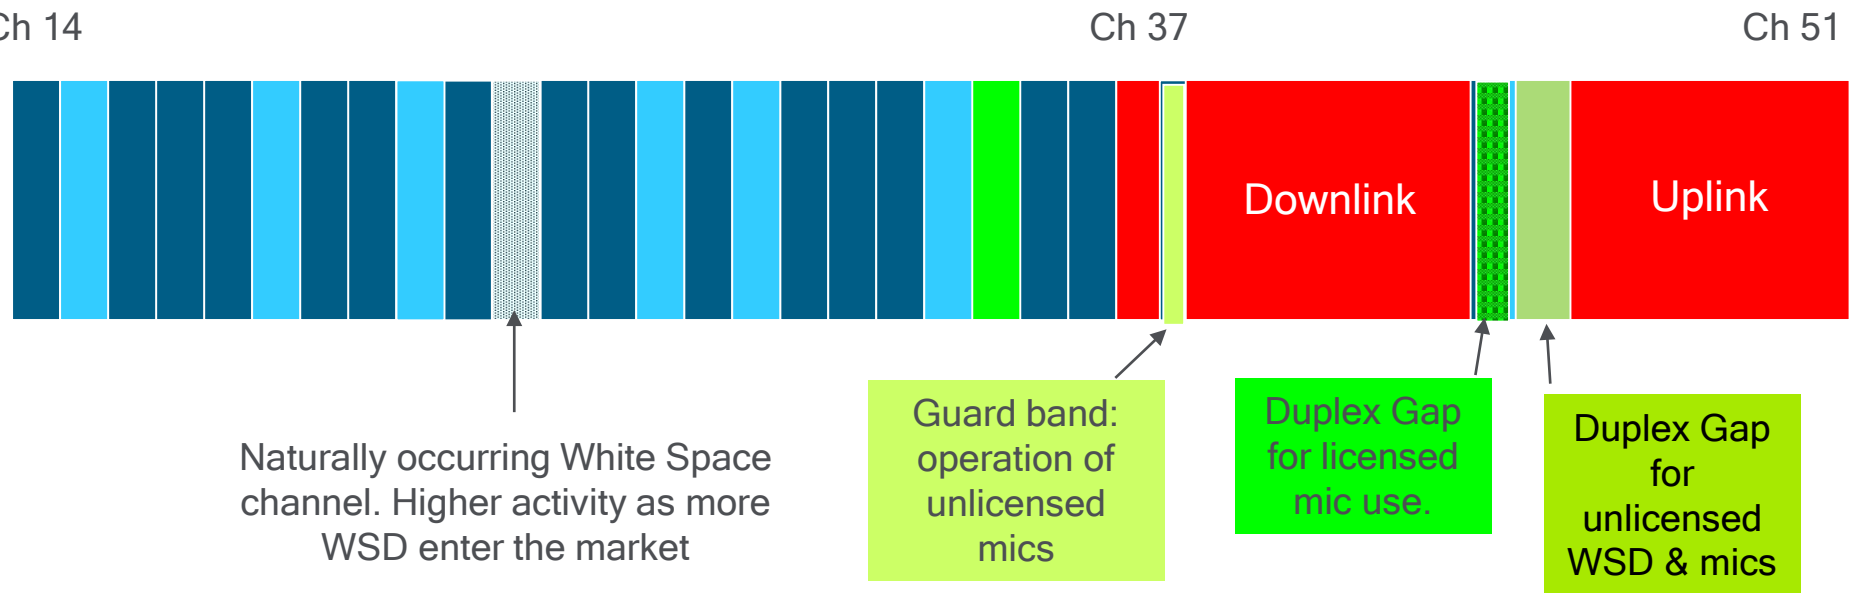 Ch 14
Ch 37
Ch 51
Downlink
Uplink
Naturally occurring White Space
channel. Higher activity as more
WSD enter the market
Guard band:
operation of
unlicensed
mics
Duplex Gap
for licensed
mic use.
Duplex Gap
for
unlicensed
WSD & mics